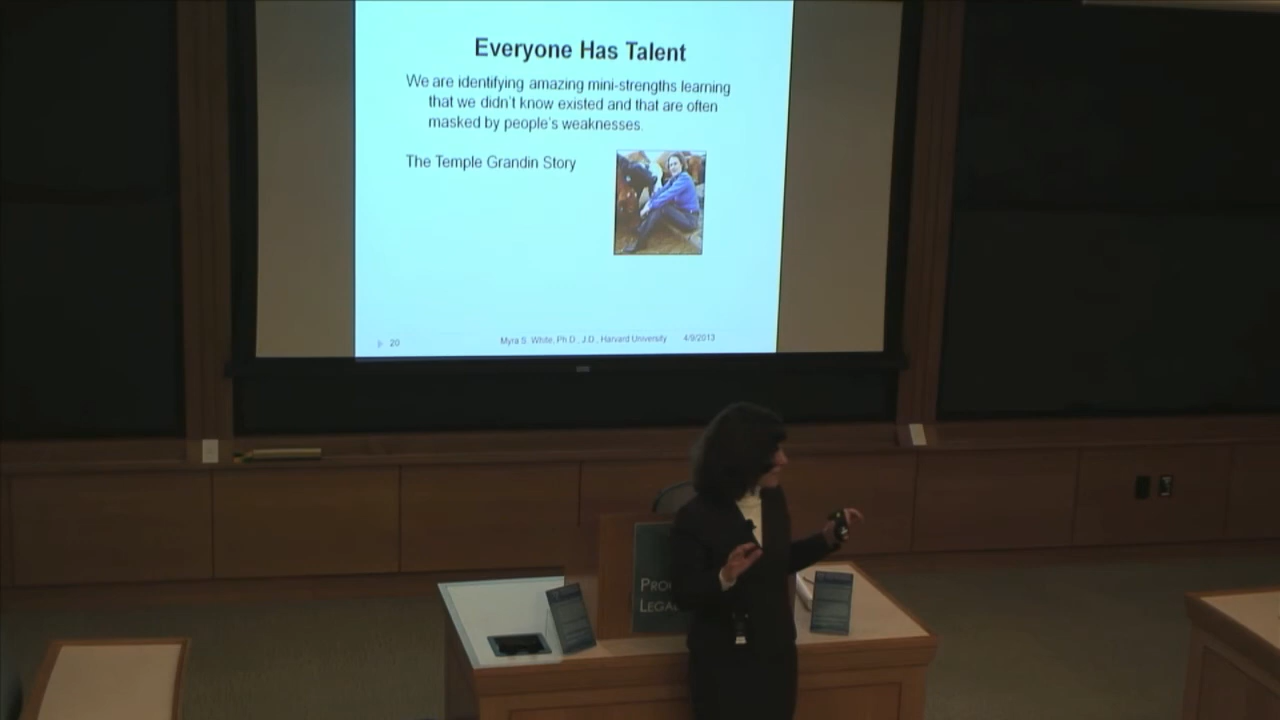 Everyone Has Talent
We are identifying amazing mini-strengths learning
that we didn't know existed and that are often
masked by people's weaknesses.
The Temple Grandin Story
20
Myra S. White, Ph.D., J.D., Harvard University
4/9/2013
LEGAL